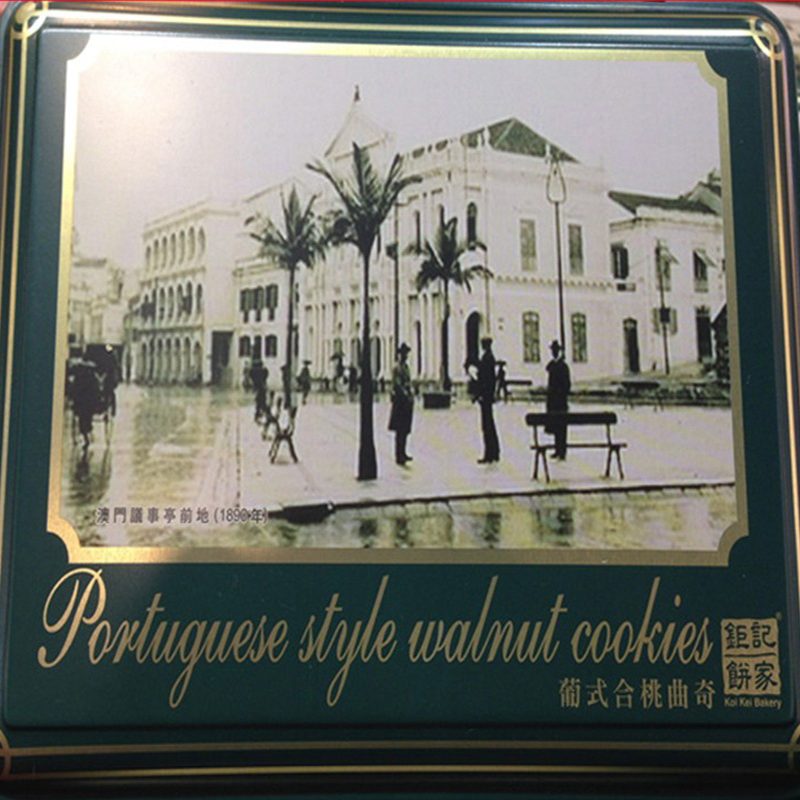 澳門議事亭前地(1890年)
Portuguese style walnut cookies
葡式合桃曲奇
鉅記
餅家
®
Koi Kei Bakery